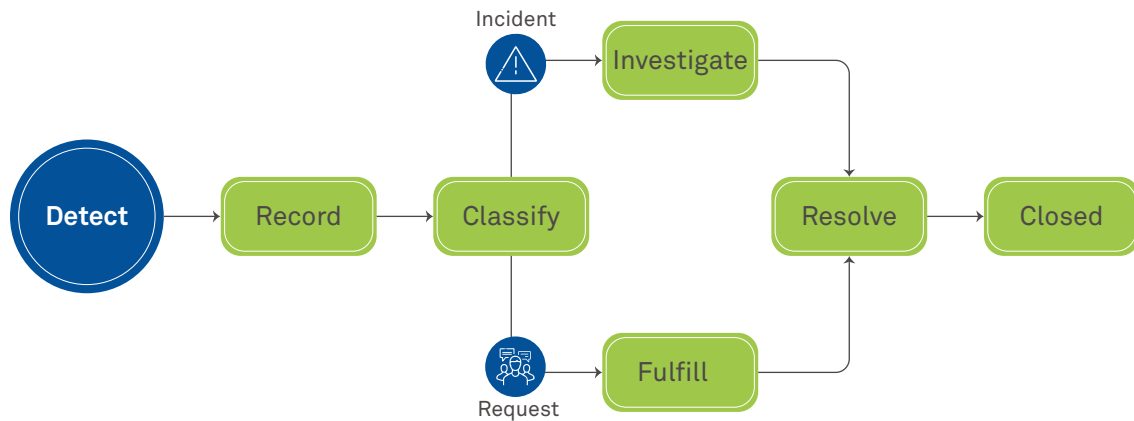 Incident
Investigate
Detect
Record
Classify
Resolve
Closed
Fulfill
Request